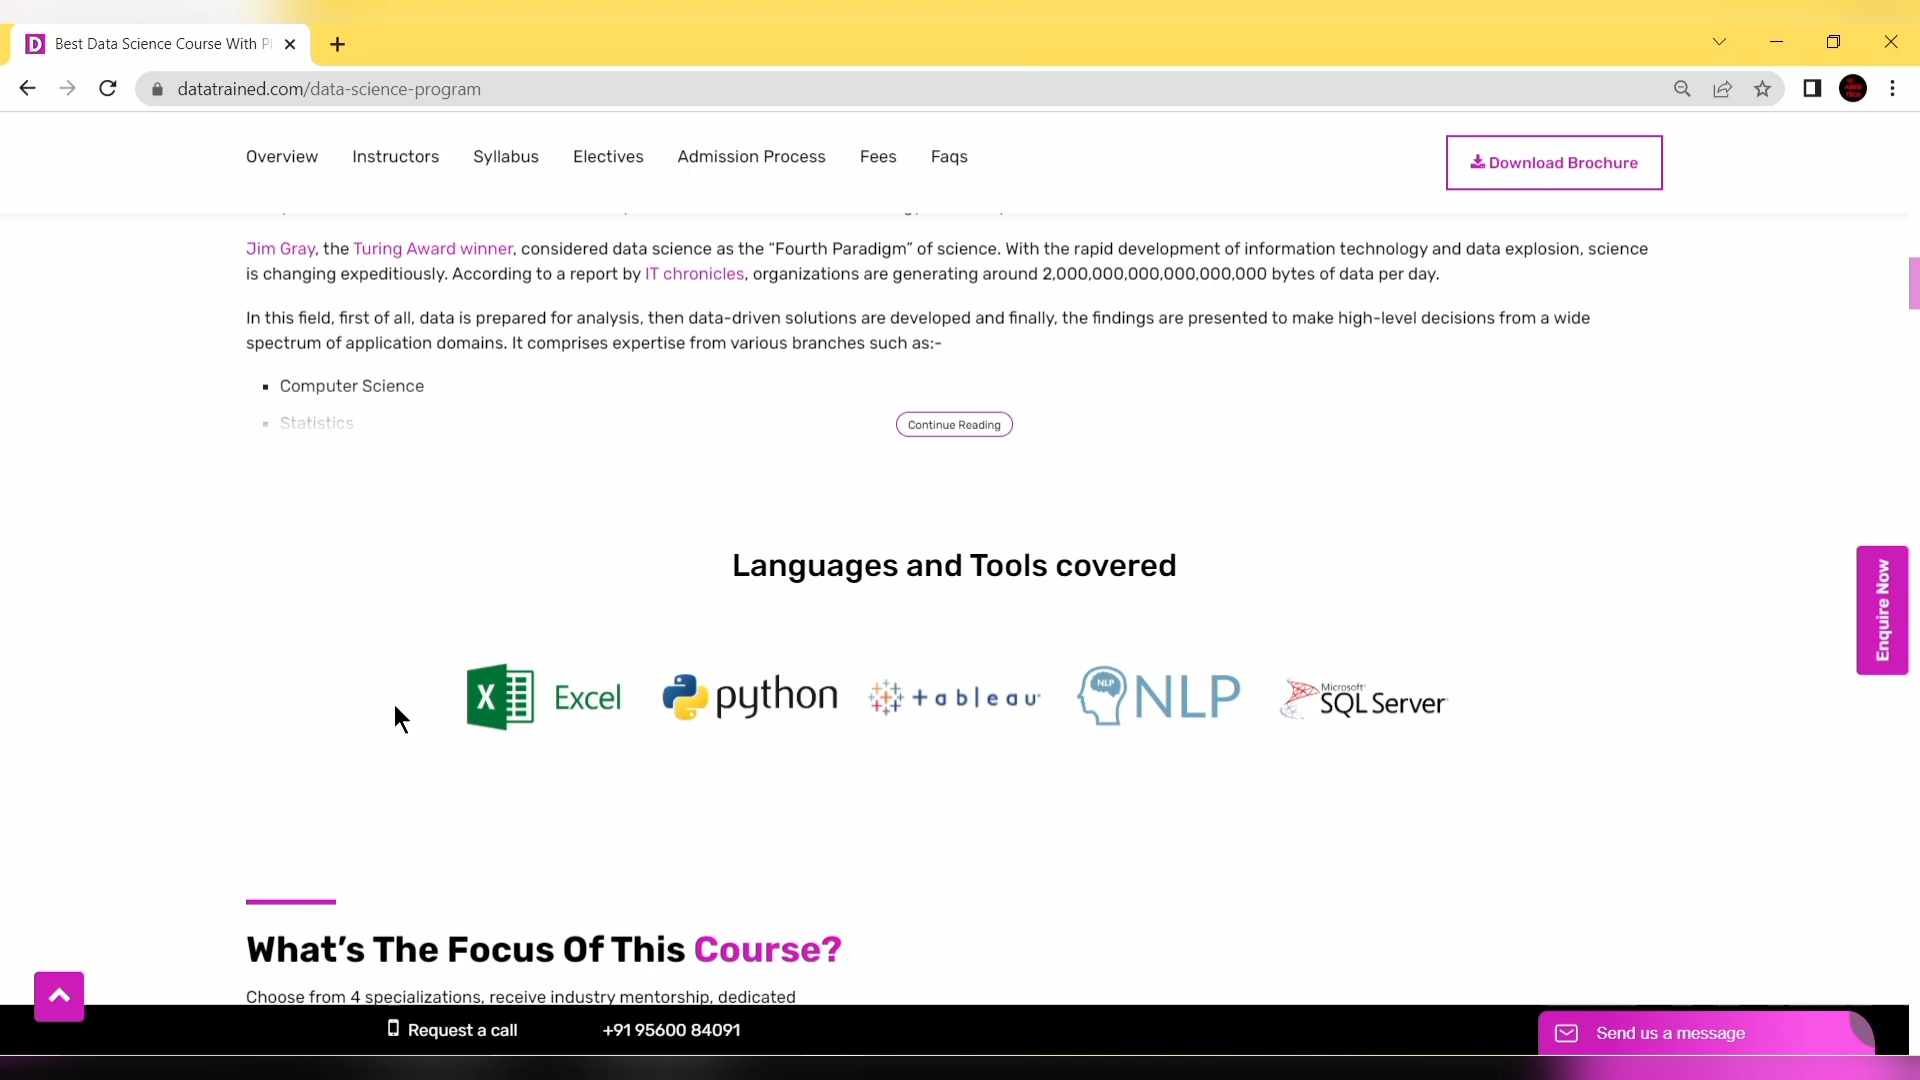 Best Data Science Course With Pl
datatrained.com/data-science-program
Overview
Instructors
Syllabus
Electives
Admission Process
Fees
Faqs
Download Brochure
Jim Gray, the Turing Award winner, considered data science as the “Fourth Paradigm” of science. With the rapid development of information technology and data explosion, science
is changing expeditiously. According to a report by IT chronicles, organizations are generating around 2,000,000,000,000,000,000 bytes of data per day.
In this field, first of all, data is prepared for analysis, then data-driven solutions are developed and finally, the findings are presented to make high-level decisions from a wide
spectrum of application domains. It comprises expertise from various branches such as:-
Computer Science
Statistics
Continue Reading
Languages and Tools covered
Enquire Now
X Excel
python
+ableau
NLP NLP
Microsoft
SQL Server
What’s The Focus Of This Course?
Choose from 4 specializations, receive industry mentorship, dedicated
Request a call
+91 95600 84091
Send us a message